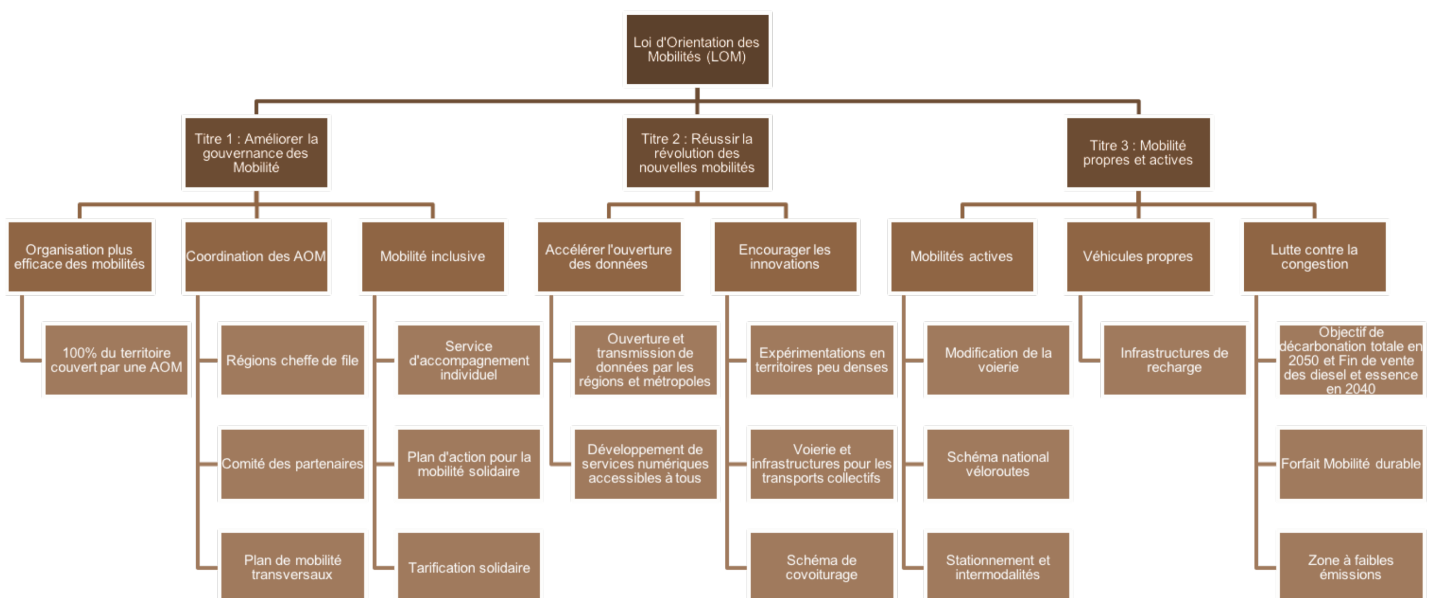 Loi d'Orientation des
Mobilités (LOM)
Titre 1 : Améliorer la
gouvernance des
Mobilité
Titre 2 : Réussir la
révolution des
nouvelles mobilités
Titre 3 : Mobilité
propres et actives
Organisation plus
efficace des mobilités
Coordination des AOM
Mobilité inclusive
Accélérer l'ouverture
des données
Encourager les
innovations
Mobilités actives
Véhicules propres
Lutte contre la
congestion
100% du territoire
couvert par une AOM
Régions cheffe de file
Service
d'accompagnement
individuel
Ouverture et
transmission de
données par les
régions et métropoles
Expérimentations en
territoires peu denses
Modification de la
voierie
Infrastructures de
recharge
Objectif de
décarbonation totale en
2050 et Fin de vente
des diesel et essence
en 2040
Comité des partenaires
Plan d'action pour la
mobilité solidaire
Développement de
services numériques
accessibles à tous
Voierie et
infrastructures pour les
transports collectifs
Schéma national
véloroutes
Forfait Mobilité durable
Plan de mobilité
transversaux
Tarification solidaire
Schéma de
covoiturage
Stationnement et
intermodalités
Zone à faibles
émissions